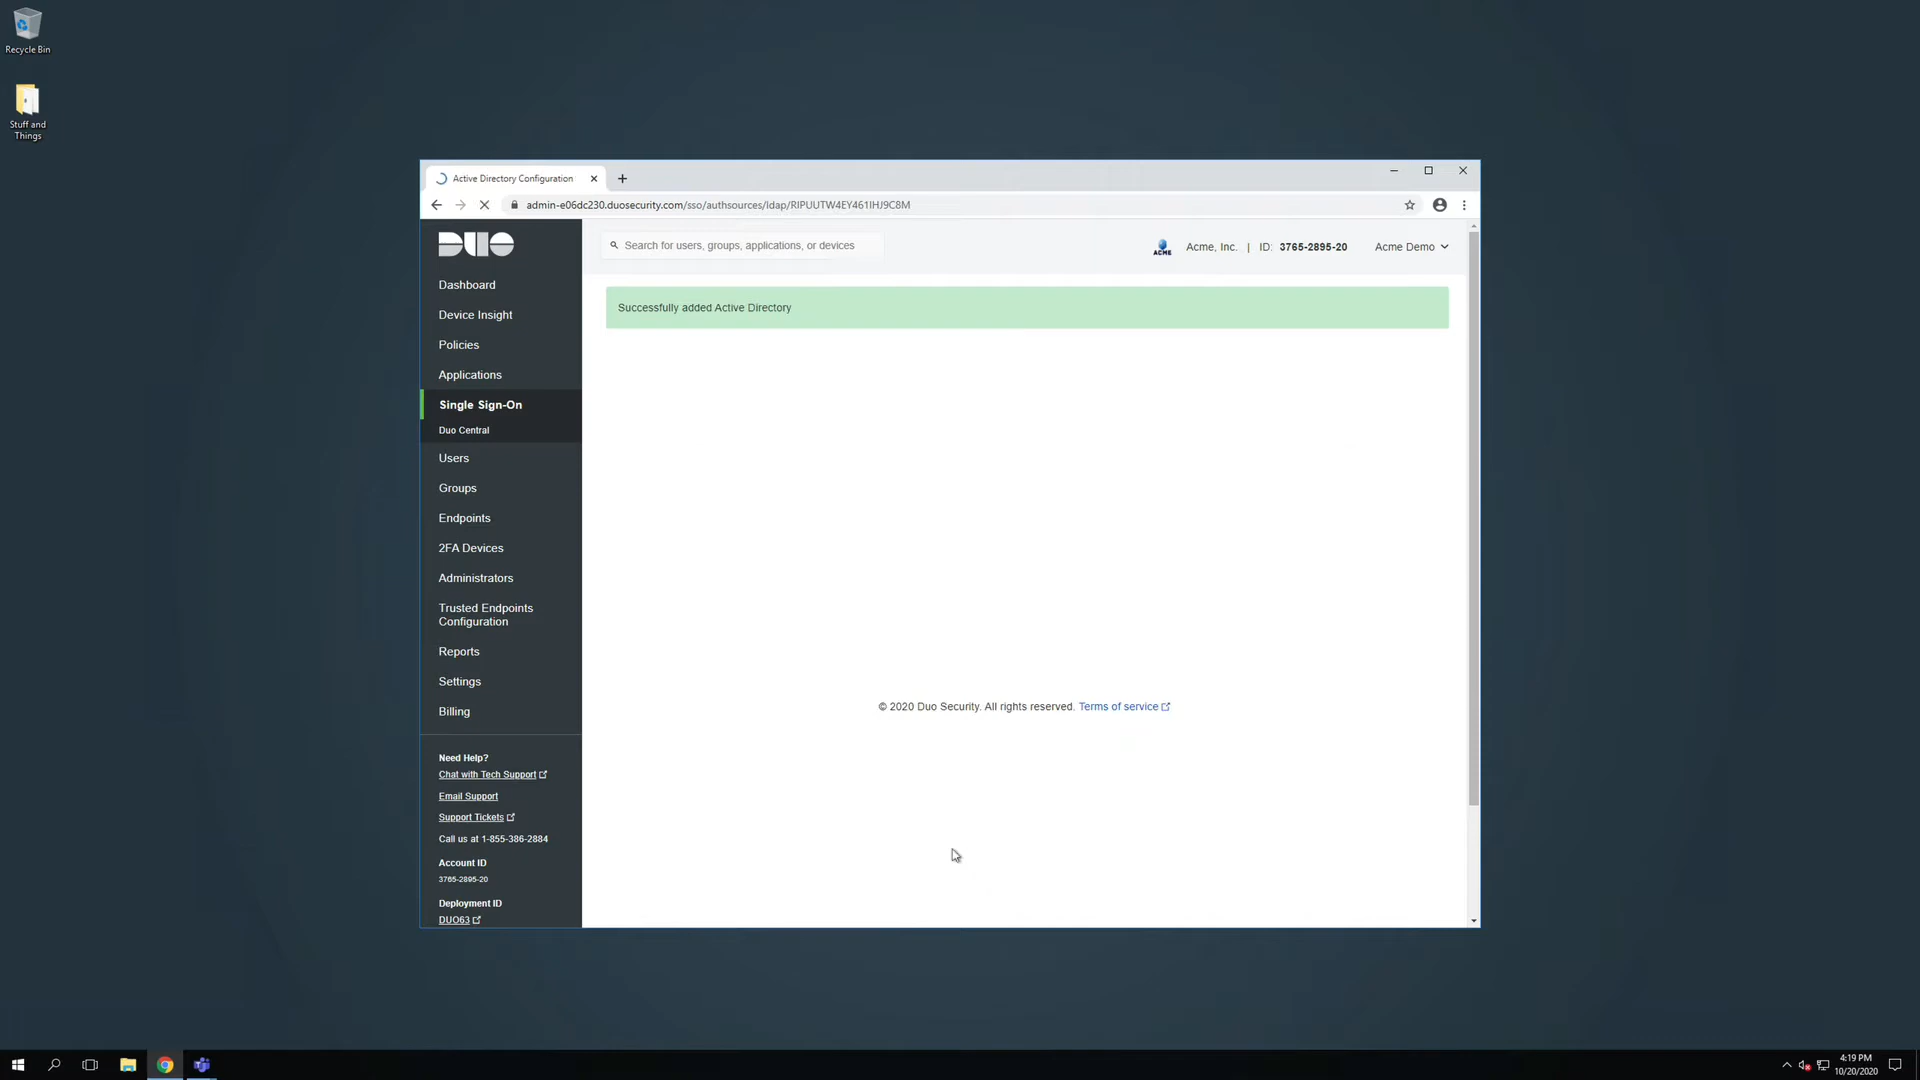 Recycle Bin
Stuff and
Things
Active Directory Configuration
admin-e06dc230.duosecurity.com/sso/authsources/ldap/RIPUUTW4EY461IHJ9C8M
DUO
Search for users, groups, applications, or devices
ACME
Acme, Inc. | ID: 3765-2895-20
Acme Demo
Dashboard
Device Insight
Policies
Applications
Single Sign-On
Duo Central
Users
Groups
Endpoints
2FA Devices
Administrators
Trusted Endpoints
Configuration
Reports
Settings
Billing
Need Help?
Chat with Tech Support
Email Support
Support Tickets
Call us at 1-855-386-2884
Account ID
3765-2895-20
Deployment ID
DUO63
Successfully added Active Directory
© 2020 Duo Security. All rights reserved. Terms of service
4:19 PM
10/20/2020